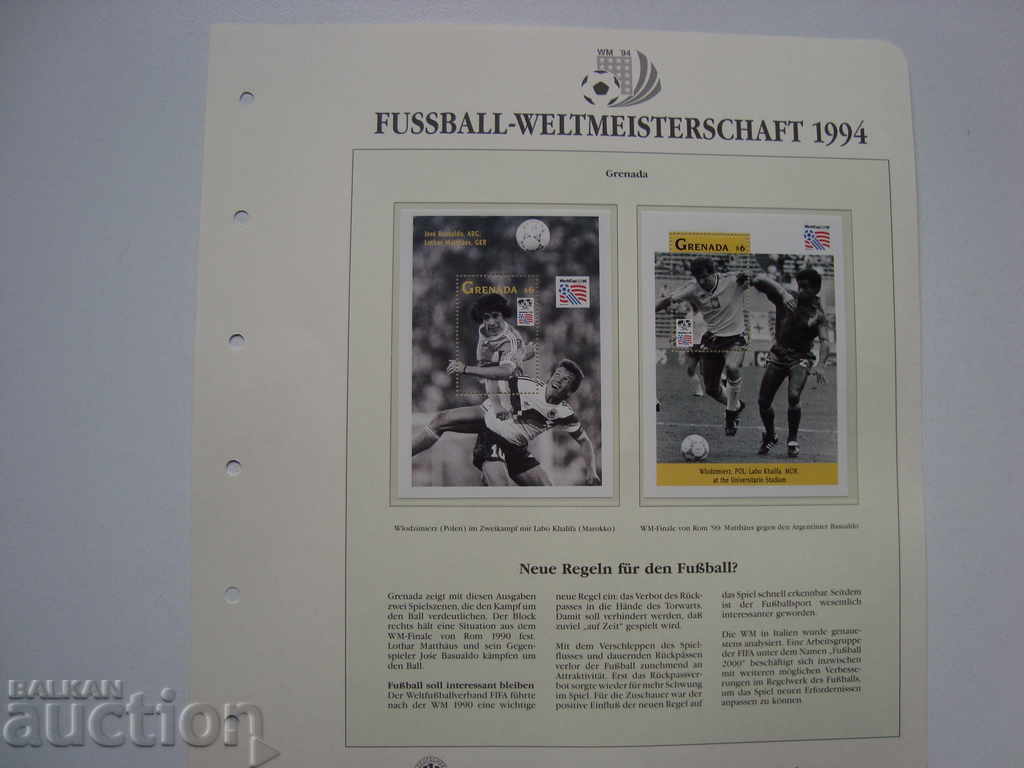 WM '94
FUSSBALL-WELTMEISTERSCHAFT 1994
Grenada
José Basualdo, ARG.
Lothar Matthäus, GER
GRENADA $6
WorldCup
GRENADA $6
Wlodzimierz, POL; Labo Khalifa, MOR,
at the Universitario Stadium
Wlodzimierz (Polen) im Zweikampf mit Labo Khalifa (Marokko)
WM-Finale von Rom '90: Matthäus gegen den Argentinier Basualdo
Neue Regeln für den Fußball?
Grenada zeigt mit diesen Ausgaben
zwei Spielszenen, die den Kampf um
den Ball verdeutlichen. Der Block
rechts hält eine Situation aus dem
WM-Finale von Rom 1990 fest.
Lothar Matthäus und sein Gegen-
spieler Jose Basualdo kämpfen um
den Ball.
Fußball soll interessant bleiben
Der Weltfußballverband FIFA führte
nach der WM 1990 eine wichtige
neue Regel ein: das Verbot des Rück-
passes in die Hände des Torwarts.
Damit soll verhindert werden, daß
zuviel „auf Zeit" gespielt wird.
Mit dem Verschleppen des Spiel-
flusses und dauernden Rückpässen
verlor der Fußball zunehmend an
Attraktivität. Erst das Rückpassver-
bot sorgte wieder für mehr Schwung
im Spiel. Für die Zuschauer war der
positive Einfluß der neuen Regel auf
das Spiel schnell erkennbar. Seitdem
ist der Fußballsport wesentlich
interessanter geworden.
Die WM in Italien wurde genaue-
stens analysiert. Eine Arbeitsgruppe
der FIFA unter dem Namen „Fußball
2000" beschäftigt sich inzwischen
mit weiteren möglichen Verbesse-
rungen im Regelwerk des Fußballs,
um das Spiel neuen Erfordernissen
anpassen zu können.
BALKAN
auction